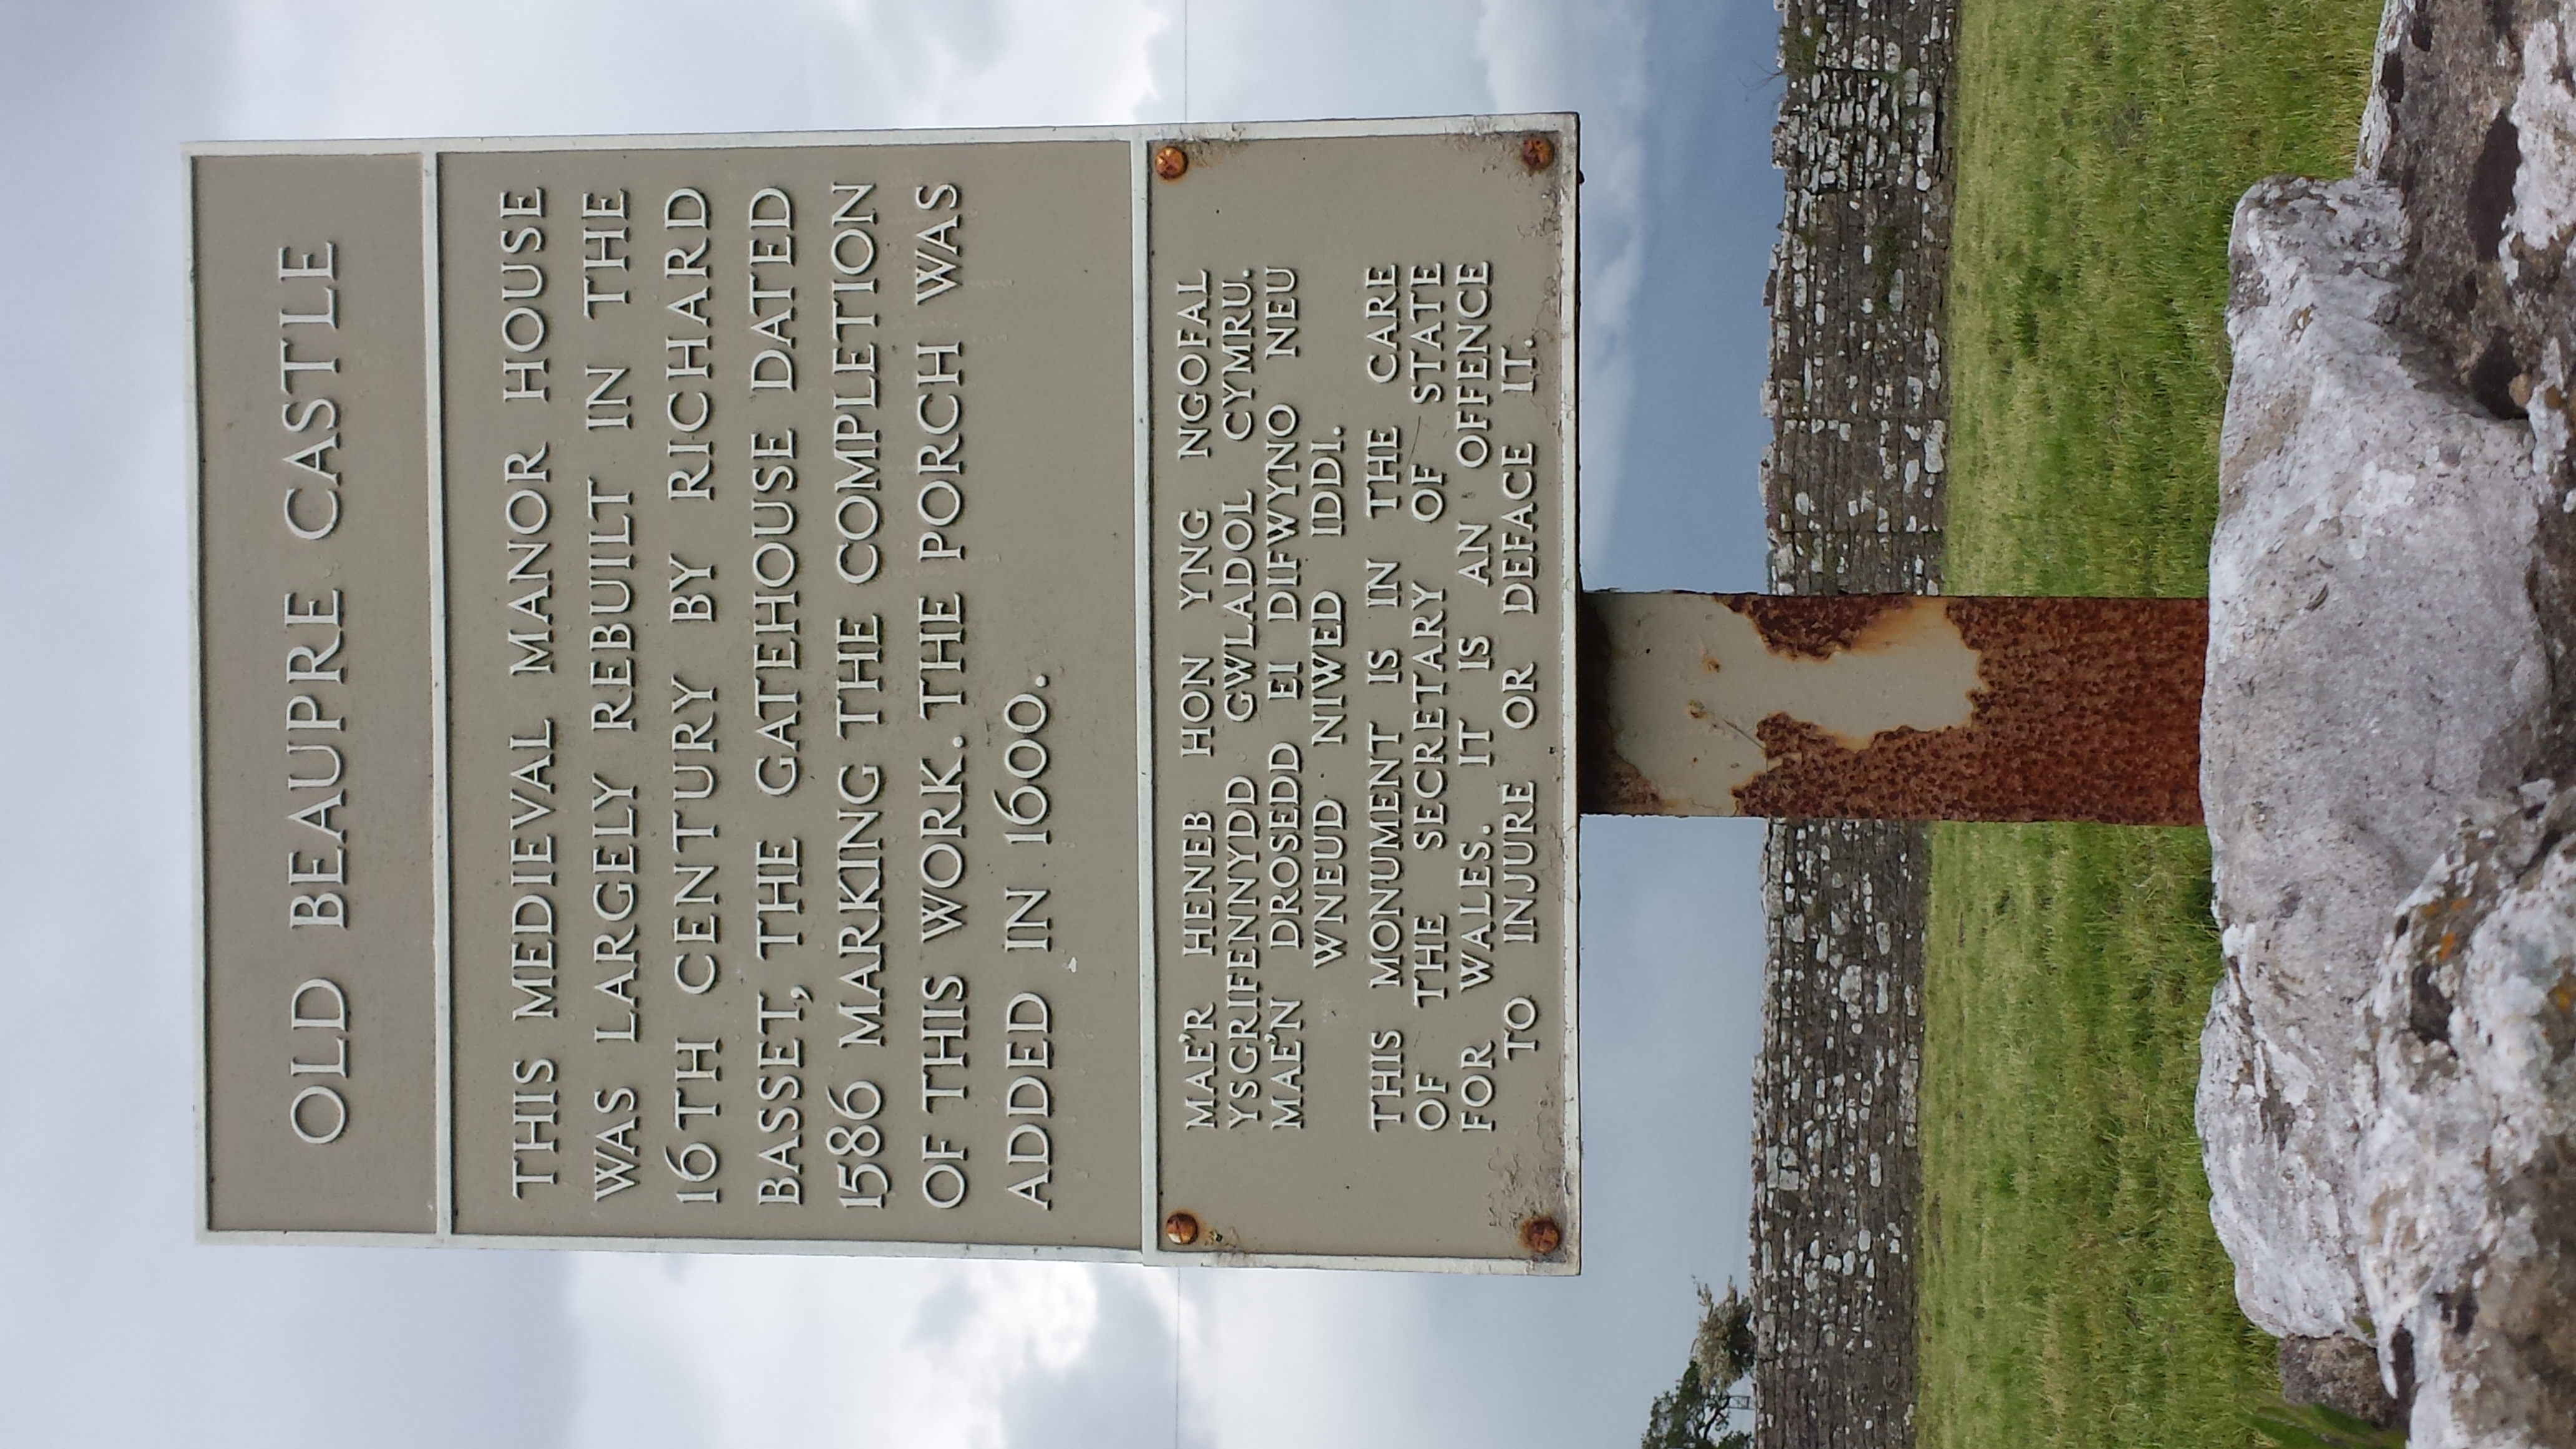 OLD BEAUPRE CASTLE
THIS MEDIEVAL MANOR HOUSE
WAS LARGELY REBUILT IN THE
16TH CENTURY BY RICHARD
BASSET, THE GATEHOUSE DATED
1586 MARKING THE COMPLETION
OF THIS WORK. THE PORCH WAS
ADDED IN 1600.
MAE'R HENEB HON YNG NGOFAL
YSGRIFENNYDD GWLADOL CYMRU.
MAE'N DROSEDD EI DIFWYNO NEU
WNEUD NIWED IDDI.
THIS MONUMENT IS IN THE CARE
OF THE SECRETARY OF STATE
FOR WALES. IT IS AN OFFENCE
TO INJURE OR DEFACE IT.